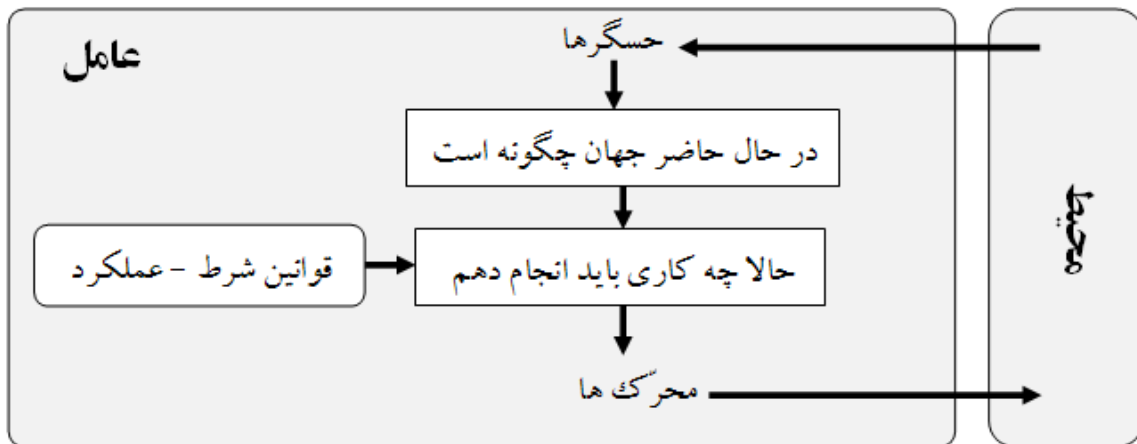 عامل
حسگرها
در حال حاضر جهان چگونه است
قوانین شرط - عملکرد
حالا چه کاری باید انجام دهم
محرّک ها
محیط